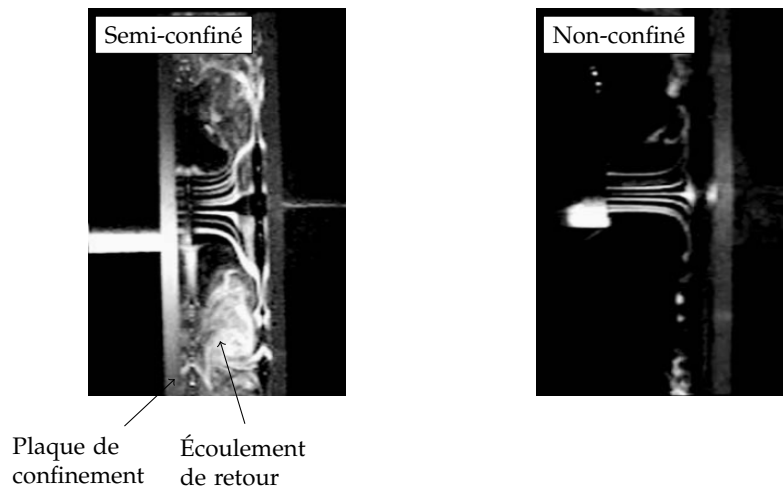 Semi-confiné
Non-confiné
Plaque de
confinement
Écoulement
de retour